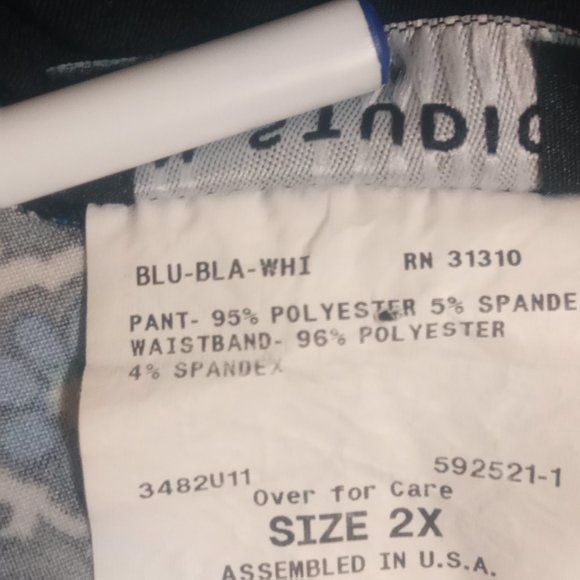 BLU-BLA-WHI RN 31310
PANT- 95% POLYESTER 5% SPANDE
WAISTBAND- 96% POLYESTER
4% SPANDEX
3482U11 592521-1
Over for Care
SIZE 2X
ASSEMBLED IN U.S.A.